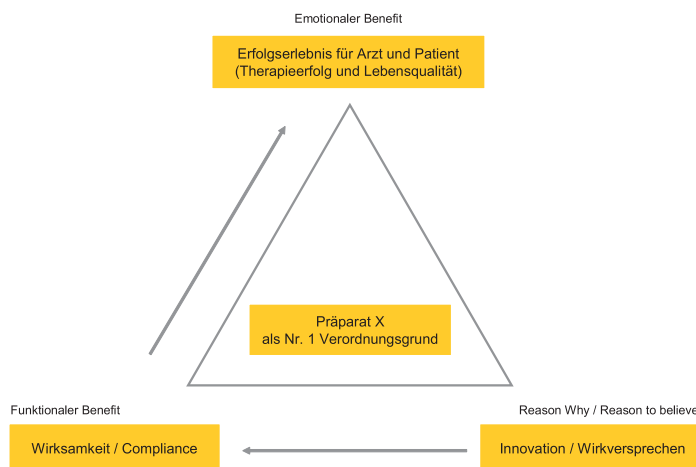 Emotionaler Benefit
Erfolgserlebnis für Arzt und Patient
(Therapieerfolg und Lebensqualität)
Präparat X
als Nr. 1 Verordnungsgrund
Funktionaler Benefit
Reason Why / Reason to believe
Wirksamkeit / Compliance
Innovation / Wirkversprechen